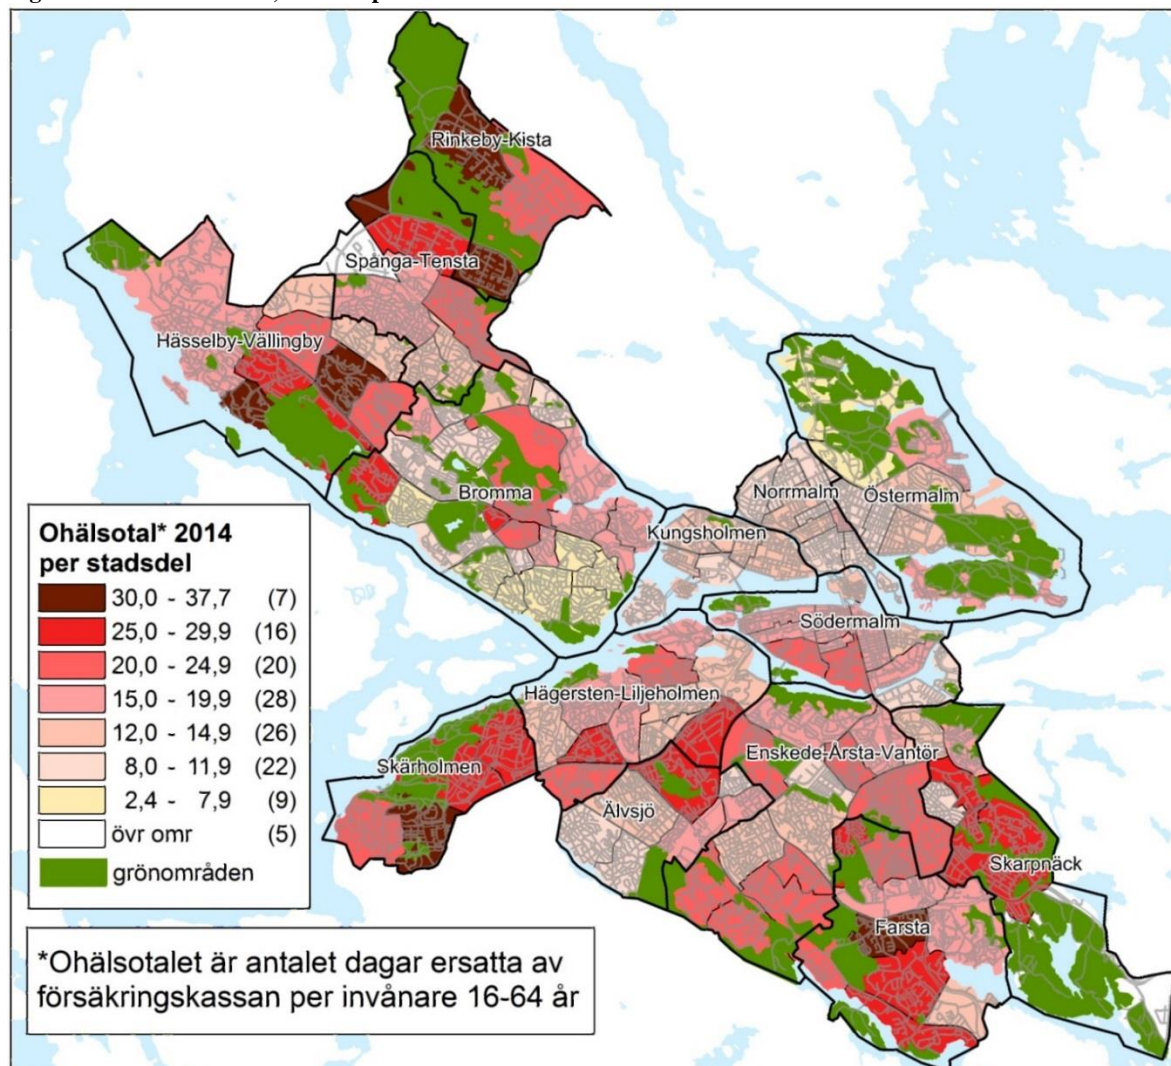 Rinkeby-Kista
Spånga-Tensta
Hässelby-Vällingby
Bromma
Norrmalm
Östermalm
Kungsholmen
Södermalm
Hägersten-Liljeholmen
Enskede-Årsta-Vantör
Skärholmen
Älvsjö
Skarpnäck
Farsta
Ohälsotal* 2014
per stadsdel
30,0 - 37,7 (7)
25,0 - 29,9 (16)
20,0 - 24,9 (20)
15,0 - 19,9 (28)
12,0 - 14,9 (26)
8,0 - 11,9 (22)
2,4 - 7,9 (9)
övr omr (5)
grönområden
*Ohälsotalet är antalet dagar ersatta av
försäkringskassan per invånare 16-64 år